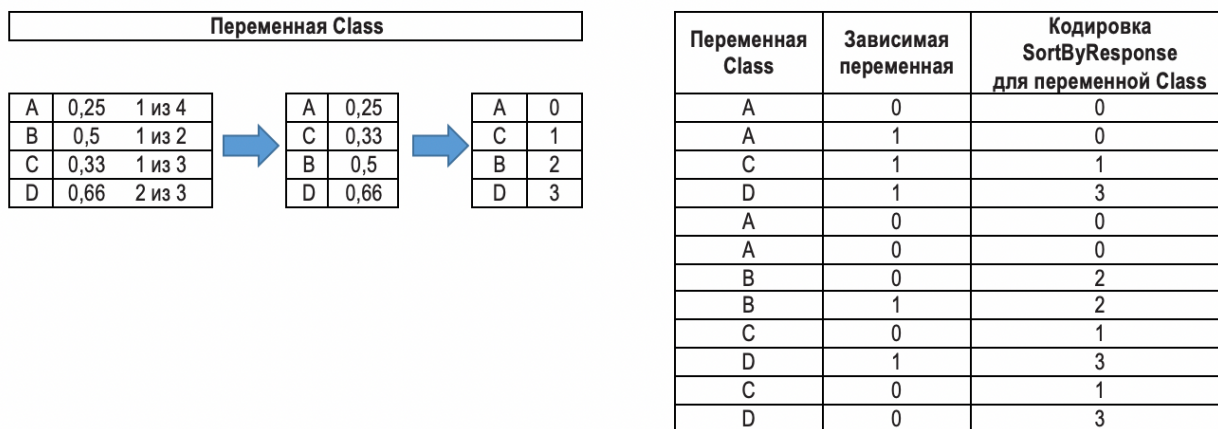 Переменная Class
A 0,25 1 из 4
B 0,5 1 из 2
C 0,33 1 из 3
D 0,66 2 из 3
A 0,25
C 0,33
B 0,5
D 0,66
A 0
C 1
B 2
D 3
Переменная Class Зависимая переменная Кодировка SortByResponse для переменной Class
A 0 0
A 1 0
C 1 1
D 1 3
A 0 0
A 0 0
B 0 2
B 1 2
C 0 1
D 1 3
C 0 1
D 0 3